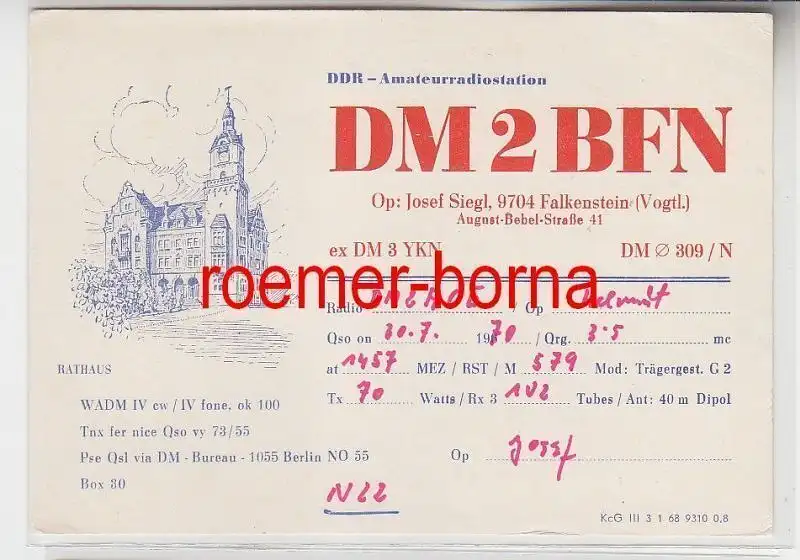 DDR – Amateurradiostation
DM 2 BFN
Op: Josef Siegl, 9704 Falkenstein (Vogtl.)
August-Bebel-Straße 41
ex DM 3 YKN DM ∅ 309 / N
roemer-borna
Radio / Op Helmut
Qso on 30.7. 1970 / Qrg. 3.5 mc
RATHAUS
at 1457 MEZ / RST / M 579 Mod: Trägergest. G 2
Tx 70 Watts / Rx 3 1V2 Tubes / Ant: 40 m Dipol
WADM IV cw / IV fone, ok 100
Tnx fer nice Qso vy 73/55
Pse Qsl via DM - Bureau - 1055 Berlin NO 55
Op Josef
Box 30
N22
KcG III 3 1 68 9310 0,8